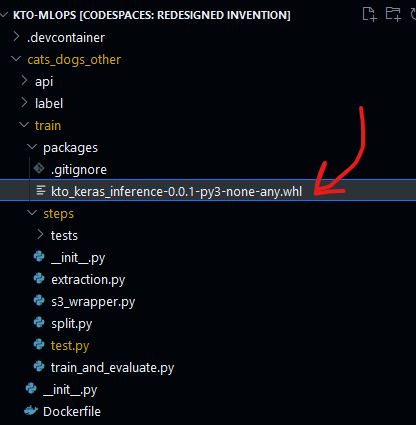 KTO-MLOPS [CODESPACES: REDESIGNED INVENTION]
.devcontainer
cats_dogs_other
api
label
train
packages
.gitignore
kto_keras_inference-0.0.1-py3-none-any.whl
steps
tests
__init__.py
extraction.py
s3_wrapper.py
split.py
test.py
train_and_evaluate.py
__init__.py
Dockerfile